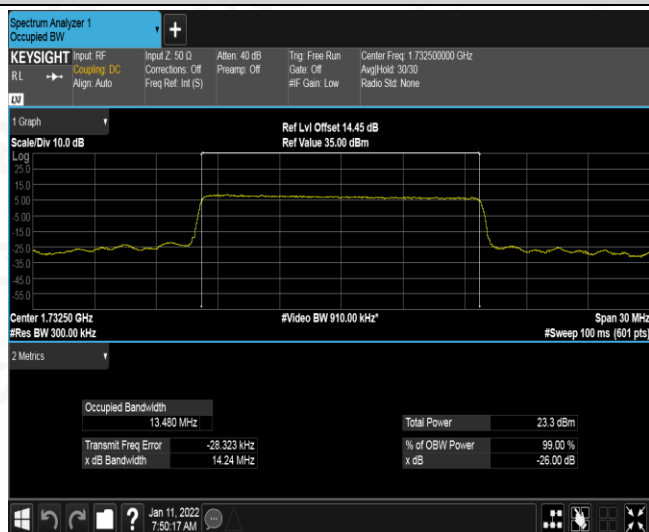 Spectrum Analyzer 1
Occupied BW
+
KEYSIGHT Input: RF Input Z: 50 Ω Atten: 40 dB Trig: Free Run Center Freq: 1.732500000 GHz
RL Coupling: DC Corrections: Off Preamp: Off Gate: Off Avg|Hold: 30/30
Align: Auto Freq Ref: Int (S) #IF Gain: Low Radio Std: None
LXI
1 Graph Ref Lvl Offset 14.45 dB
Scale/Div 10.0 dB Ref Value 35.00 dBm
Log
25.0
15.0
5.00
-5.00
-15.0
-25.0
-35.0
-45.0
-55.0
Center 1.73250 GHz #Video BW 910.00 kHz* Span 30 MHz
#Res BW 300.00 kHz #Sweep 100 ms (601 pts)
2 Metrics
Occupied Bandwidth
13.480 MHz Total Power 23.3 dBm
Transmit Freq Error -28.323 kHz % of OBW Power 99.00 %
x dB Bandwidth 14.24 MHz x dB -26.00 dB
? Jan 11, 2022
7:50:17 AM